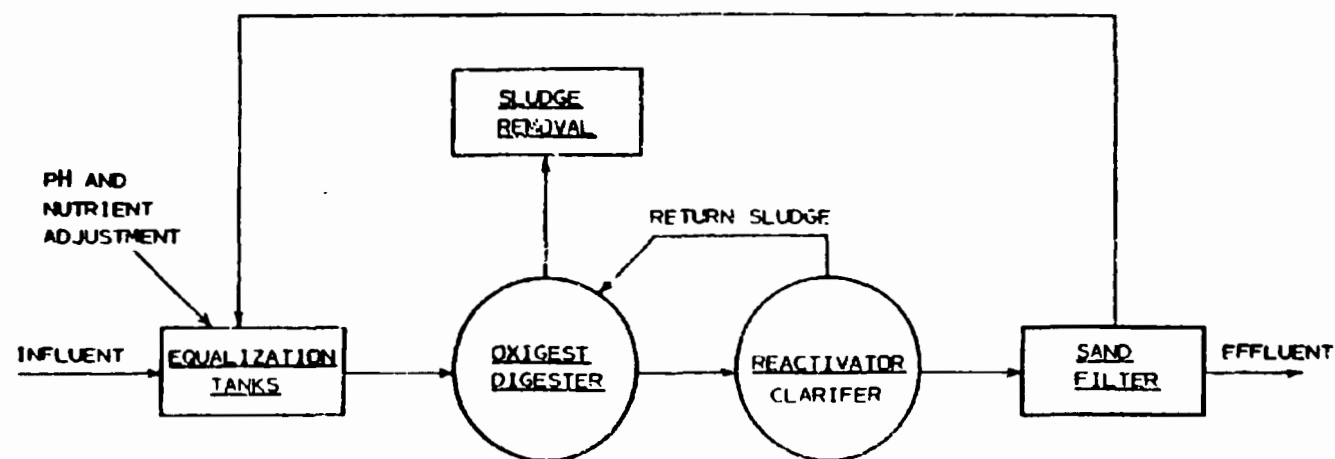 SLUDGE
REMOVAL
PH AND
NUTRIENT
ADJUSTMENT
RETURN SLUDGE
INFLUENT
EQUALIZATION
TANKS
OXIGEST
DIGESTER
REACTIVATOR
CLARIFER
SAND
FILTER
EFFLUENT